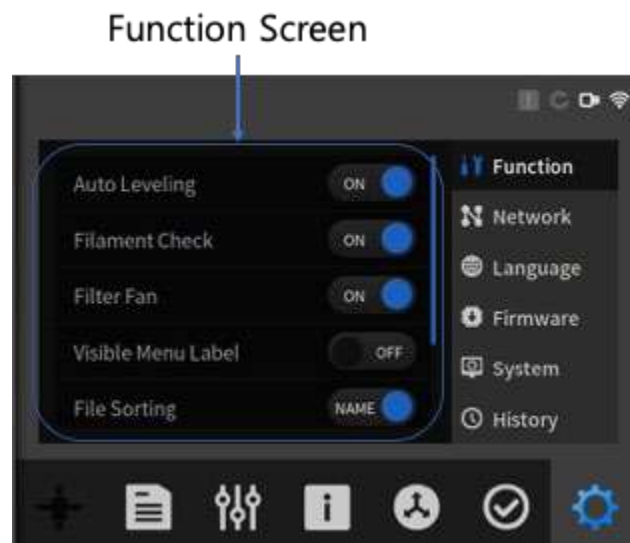 Function Screen
Auto Leveling ON
Filament Check ON
Filter Fan ON
Visible Menu Label OFF
File Sorting NAME
Function
Network
Language
Firmware
System
History